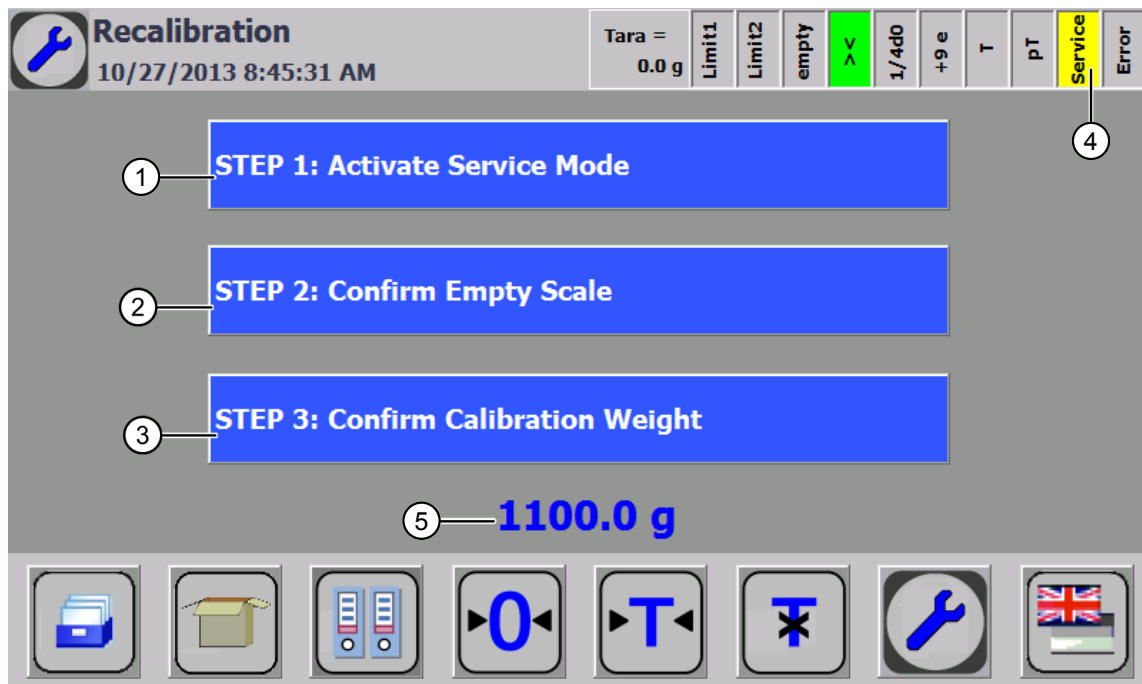 Recalibration
10/27/2013 8:45:31 AM
Tara =
0.0 g
Limit1
Limit2
empty
><
1/4d0
+9 e
T
pT
Service
Error
4
1
STEP 1: Activate Service Mode
2
STEP 2: Confirm Empty Scale
3
STEP 3: Confirm Calibration Weight
5
1100.0 g
0
T
T